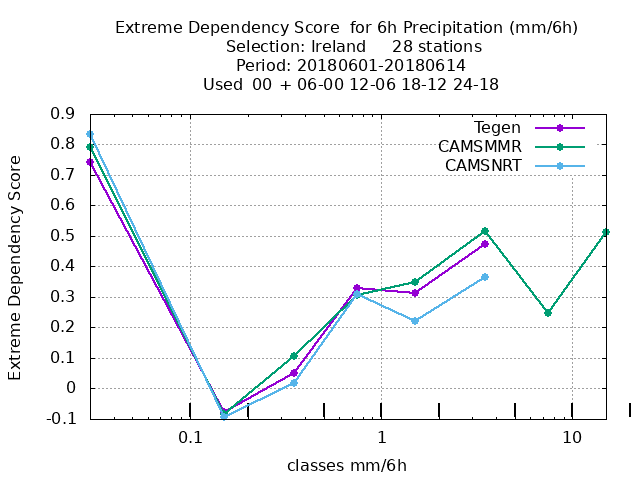 Extreme Dependency Score  for 6h Precipitation (mm/6h)
Selection: Ireland     28 stations
Period: 20180601-20180614
Used  00  + 06-00 12-06 18-12 24-18
Tegen
CAMSMMR
CAMSNRT
Extreme Dependency Score
0.9
0.8
0.7
0.6
0.5
0.4
0.3
0.2
0.1
0
-0.1
0.1
1
10
classes mm/6h